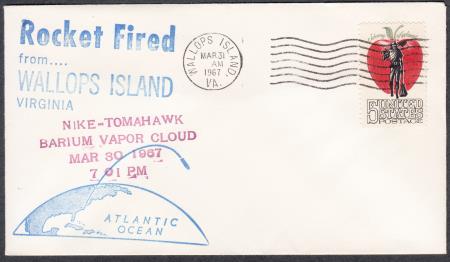 Rocket Fired
from....
WALLOPS ISLAND
VIRGINIA
NIKE-TOMAHAWK
BARIUM VAPOR CLOUD
MAR 30 1967
7 01 PM
ATLANTIC
OCEAN
WALLOPS ISLAND,
MAR 31
AM
1967
VA.
5¢ UNITED
STATES
POSTAGE